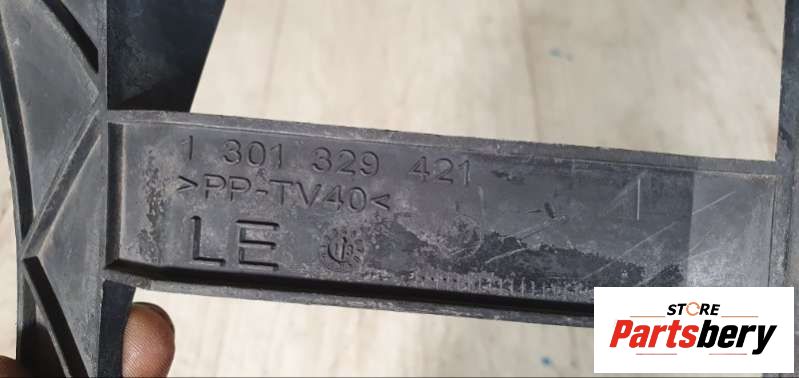 1 301 329 421
>PP-TV40<
LE
STORE
Partsbery